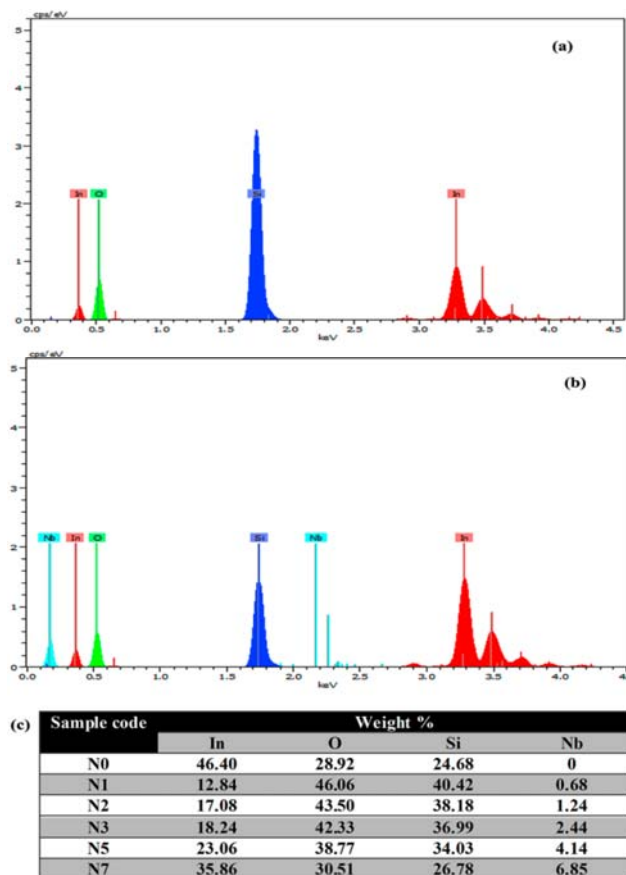 cps/eV
(a)
5
4
3
2
1
0
In O Si In
0.0 0.5 1.0 1.5 2.0 2.5 3.0 3.5 4.0 4.5
keV
cps/eV
(b)
5
4
3
2
1
0
Nb In O Si Nb In
0.0 0.5 1.0 1.5 2.0 2.5 3.0 3.5 4.0 4.5
keV
(c) Sample code Weight %
In O Si Nb
N0 46.40 28.92 24.68 0
N1 12.84 46.06 40.42 0.68
N2 17.08 43.50 38.18 1.24
N3 18.24 42.33 36.99 2.44
N5 23.06 38.77 34.03 4.14
N7 35.86 30.51 26.78 6.85